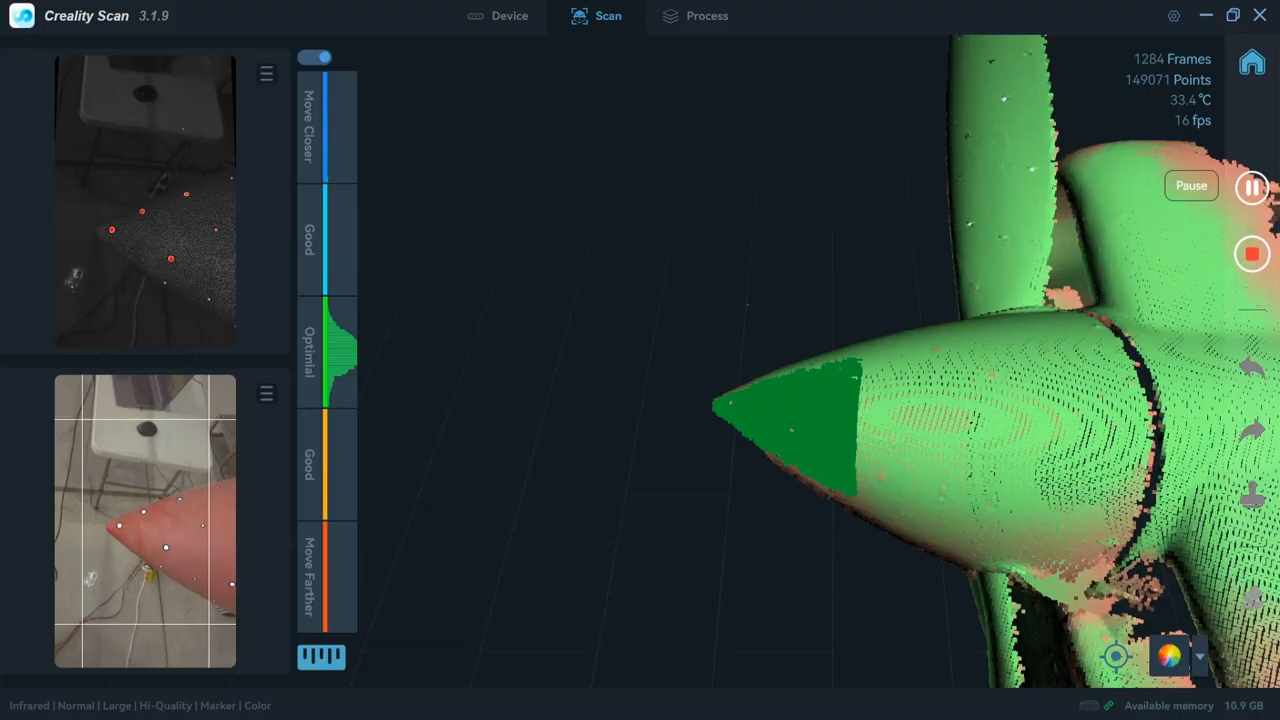 Creality Scan 3.1.9
Device
Scan
Process
1284 Frames
149071 Points
33.4 ℃
16 fps
Pause
Move Closer
Good
Optimial
Good
Move Farther
Infrared | Normal | Large | Hi-Quality | Marker | Color
Available memory 10.9 GB